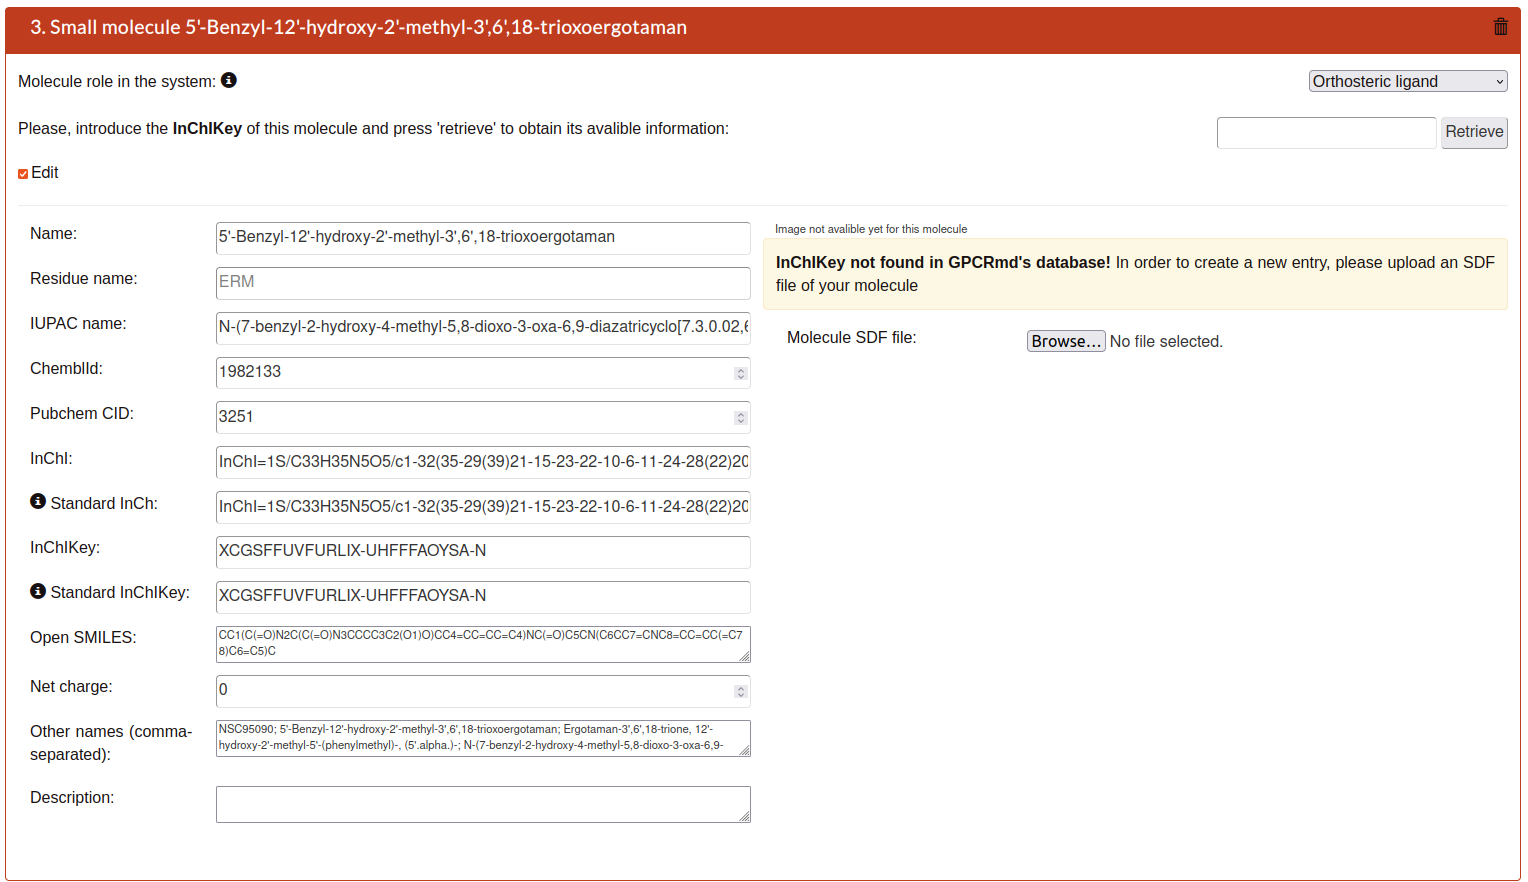 3. Small molecule 5'-Benzyl-12'-hydroxy-2'-methyl-3',6',18-trioxoergotaman
Molecule role in the system:
Orthosteric ligand
Please, introduce the InChIKey of this molecule and press 'retrieve' to obtain its avalible information:
Retrieve
Edit
Name:
5'-Benzyl-12'-hydroxy-2'-methyl-3',6',18-trioxoergotaman
Residue name:
ERM
IUPAC name:
N-(7-benzyl-2-hydroxy-4-methyl-5,8-dioxo-3-oxa-6,9-diazatricyclo[7.3.0.02,6
ChemblId:
1982133
Pubchem CID:
3251
InChI:
InChI=1S/C33H35N5O5/c1-32(35-29(39)21-15-23-22-10-6-11-24-28(22)20
Standard InCh:
InChI=1S/C33H35N5O5/c1-32(35-29(39)21-15-23-22-10-6-11-24-28(22)20
InChIKey:
XCGSFFUVFURLIX-UHFFFAOYSA-N
Standard InChIKey:
XCGSFFUVFURLIX-UHFFFAOYSA-N
Open SMILES:
CC1(C(=O)N2C(C(=O)N3CCCC3C2(O1)O)CC4=CC=CC=C4)NC(=O)C5CN(C6CC7=CNC8=CC=CC(=C7
8)C6=C5)C
Net charge:
0
Other names (comma-
separated):
NSC95090; 5'-Benzyl-12'-hydroxy-2'-methyl-3',6',18-trioxoergotaman; Ergotaman-3',6',18-trione, 12'-
hydroxy-2'-methyl-5'-(phenylmethyl)-, (5'.alpha.)-; N-(7-benzyl-2-hydroxy-4-methyl-5,8-dioxo-3-oxa-6,9-
Description:
Image not avalible yet for this molecule
InChIKey not found in GPCRmd's database! In order to create a new entry, please upload an SDF
file of your molecule
Molecule SDF file:
Browse... No file selected.